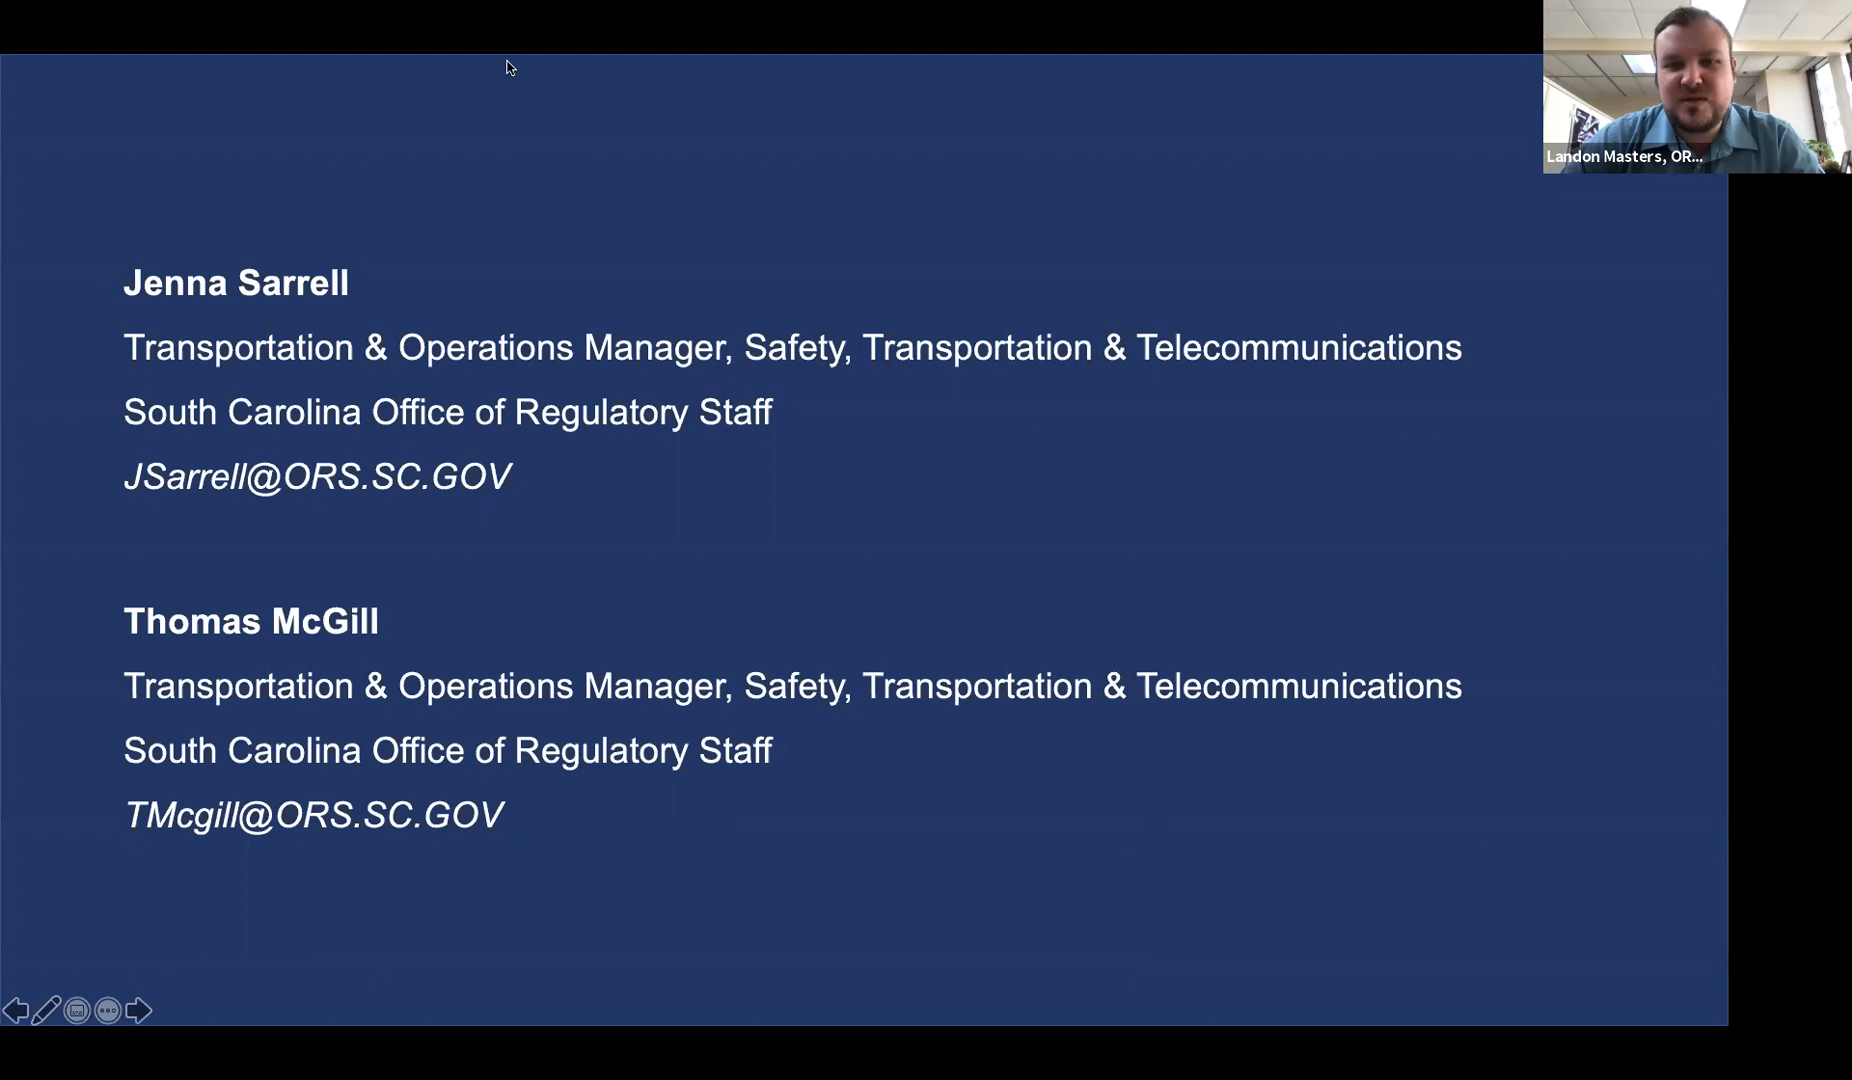 Landon Masters, OR...
Jenna Sarrell
Transportation & Operations Manager, Safety, Transportation & Telecommunications
South Carolina Office of Regulatory Staff
JSarrell@ORS.SC.GOV
Thomas McGill
Transportation & Operations Manager, Safety, Transportation & Telecommunications
South Carolina Office of Regulatory Staff
TMcgill@ORS.SC.GOV